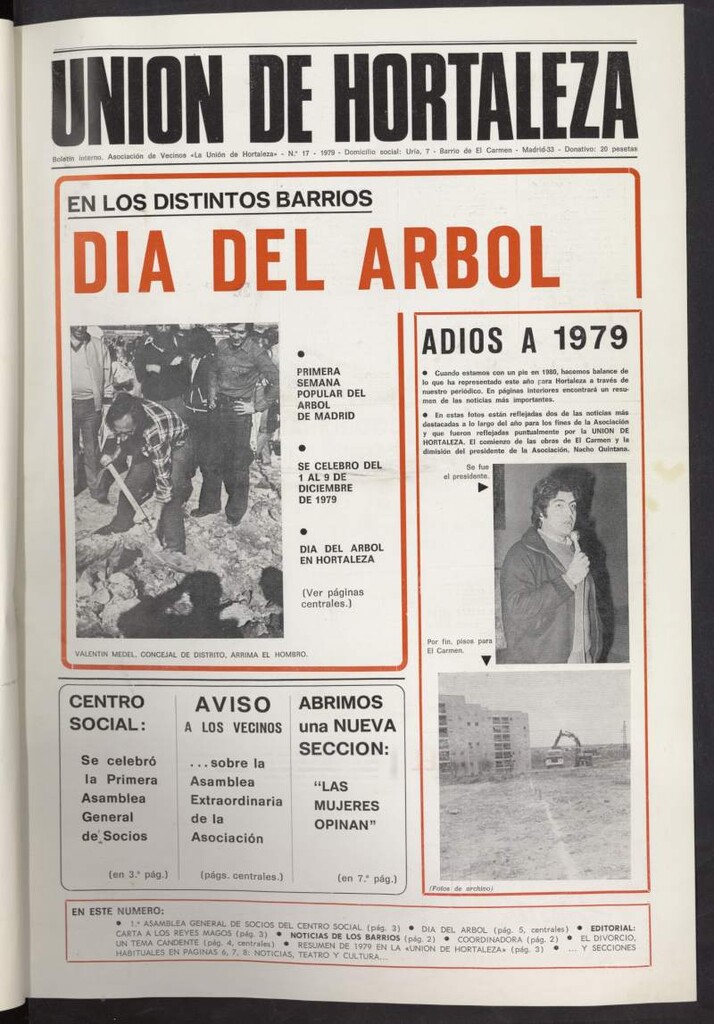 UNION DE HORTALEZA
Boletín interno. Asociación de Vecinos «La Unión de Hortaleza» - N.º 17 - 1979 - Domicilio social: Uría, 7 - Barrio de El Carmen - Madrid-33 - Donativo: 20 pesetas
EN LOS DISTINTOS BARRIOS
DIA DEL ARBOL
● 
PRIMERA
SEMANA
POPULAR DEL
ARBOL
DE MADRID
●
SE CELEBRO DEL
1 AL 9 DE
DICIEMBRE
DE 1979
●
DIA DEL ARBOL
EN HORTALEZA
(Ver páginas
centrales.)
VALENTIN MEDEL, CONCEJAL DE DISTRITO, ARRIMA EL HOMBRO.
ADIOS A 1979
● Cuando estamos con un pie en 1980, hacemos balance de
lo que ha representado este año para Hortaleza a través de
nuestro periódico. En páginas interiores encontrará un resu-
men de las noticias más importantes.
● En estas fotos están reflejadas dos de las noticias más
destacadas a lo largo del año para los fines de la Asociación
y que fueron reflejadas puntualmente por la UNION DE
HORTALEZA. El comienzo de las obras de El Carmen y la
dimisión del presidente de la Asociación, Nacho Quintana.
Se fue
el presidente.
Por fin, pisos para
El Carmen.
(Fotos de archivo)
CENTRO
SOCIAL:
Se celebró
la Primera
Asamblea
General
de Socios
(en 3.ª pág.)
AVISO
A LOS VECINOS
...sobre la
Asamblea
Extraordinaria
de la
Asociación
(págs. centrales.)
ABRIMOS
una NUEVA
SECCION:
"LAS
MUJERES
OPINAN"
(en 7.ª pág.)
EN ESTE NUMERO:
● 1.ª ASAMBLEA GENERAL DE SOCIOS DEL CENTRO SOCIAL (pág. 3) ● DIA DEL ARBOL (pág. 5, centrales) ● EDITORIAL:
CARTA A LOS REYES MAGOS (pág. 3) ● NOTICIAS DE LOS BARRIOS (pág. 2) ● COORDINADORA (pág. 2) ● EL DIVORCIO,
UN TEMA CANDENTE (pág. 4, centrales) ● RESUMEN DE 1979 EN LA «UNION DE HORTALEZA» (pág. 3) ● ... Y SECCIONES
HABITUALES EN PAGINAS 6, 7, 8: NOTICIAS, TEATRO Y CULTURA...